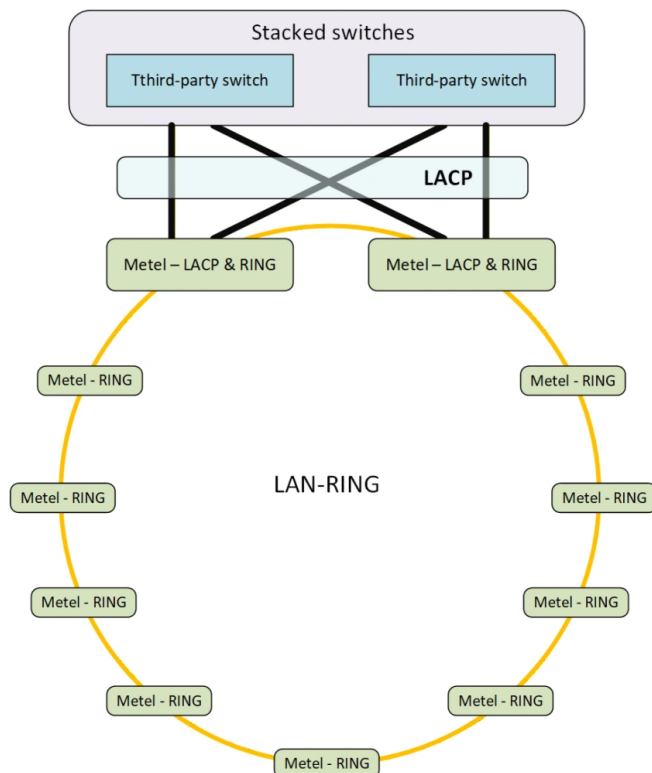 Stacked switches
Tthird-party switch
Third-party switch
LACP
Metel – LACP & RING
Metel – LACP & RING
Metel - RING
Metel - RING
LAN-RING
Metel - RING
Metel - RING
Metel - RING
Metel - RING
Metel - RING
Metel - RING
Metel - RING